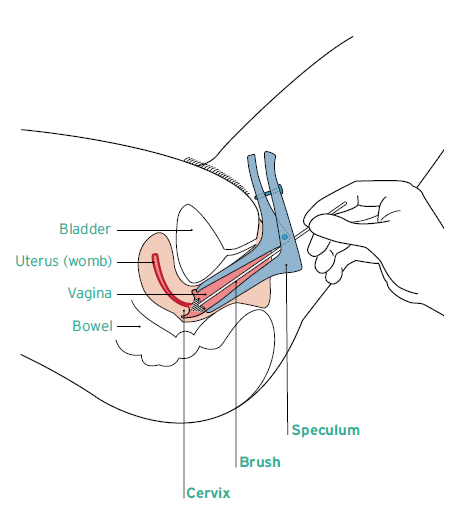 Bladder
Uterus (womb)
Vagina
Bowel
Speculum
Brush
Cervix